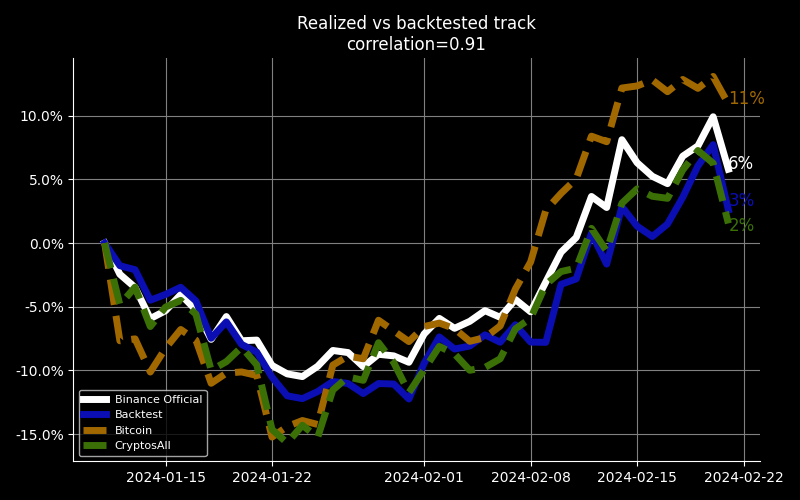 Realized vs backtested track
correlation=0.91
10.0%
5.0%
0.0%
-5.0%
-10.0%
-15.0%
11%
6%
3%
2%
Binance Official
Backtest
Bitcoin
CryptosAll
2024-01-15
2024-01-22
2024-02-01
2024-02-08
2024-02-15
2024-02-22